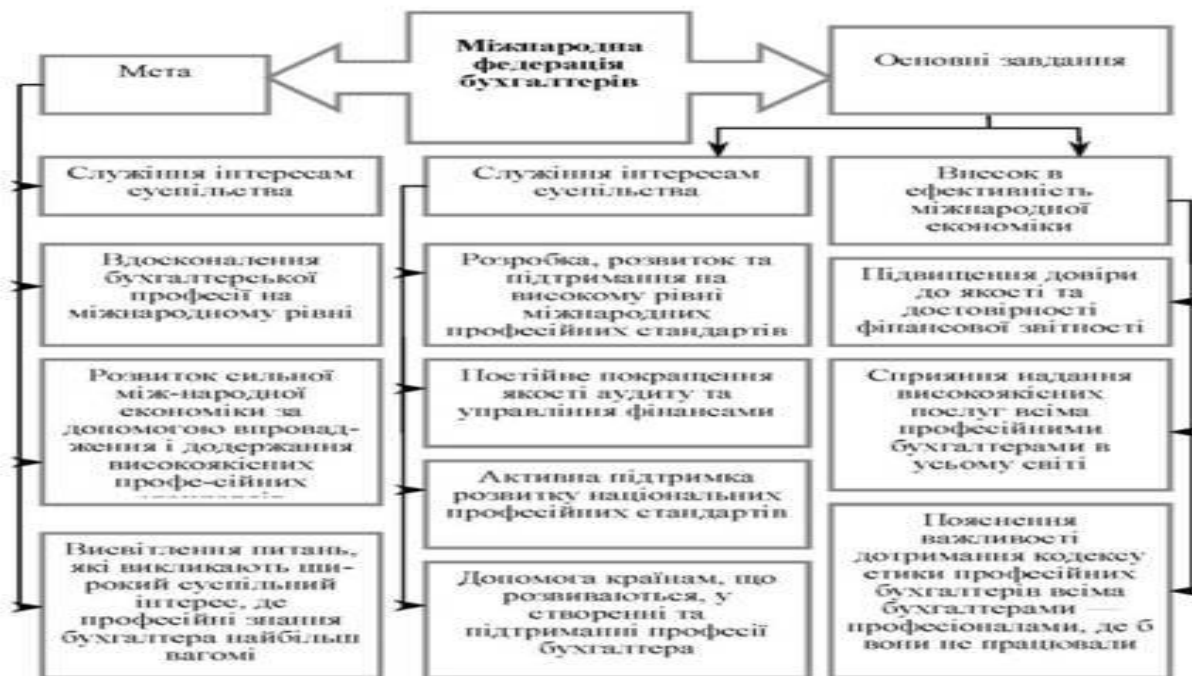 Міжнародна
федерація
бухгалтерів
Мета
Основні завдання
Служіння інтересам
суспільства
Вдосконалення
бухгалтерської
професії на
міжнародному рівні
Розвиток сильної
між-народної
економіки за
допомогою впровад-
ження і додержання
високоякісних
профе-сійних
Висвітлення питань,
які викликають ши-
рокий суспільний
інтерес, де
професійні знання
бухгалтера найбільш
вагомі
Служіння інтересам
суспільства
Розробка, розвиток та
підтримання на
високому рівні
міжнародних
професійних стандартів
Постійне покращення
якості аудиту та
управління фінансами
Активна підтримка
розвитку національних
професійних стандартів
Допомога країнам, що
розвиваються, у
створенні та
підтриманні професії
бухгалтера
Внесок в
ефективність
міжнародної
економіки
Підвищення довіри
до якості та
достовірності
фінансової звітності
Сприяння надання
високоякісних
послуг всіма
професійними
бухгалтерами в
усьому світі
Пояснення
важливості
дотримання кодексу
етики професійних
бухгалтерів всіма
бухгалтерами —
професіоналами, де б
вони не працювали